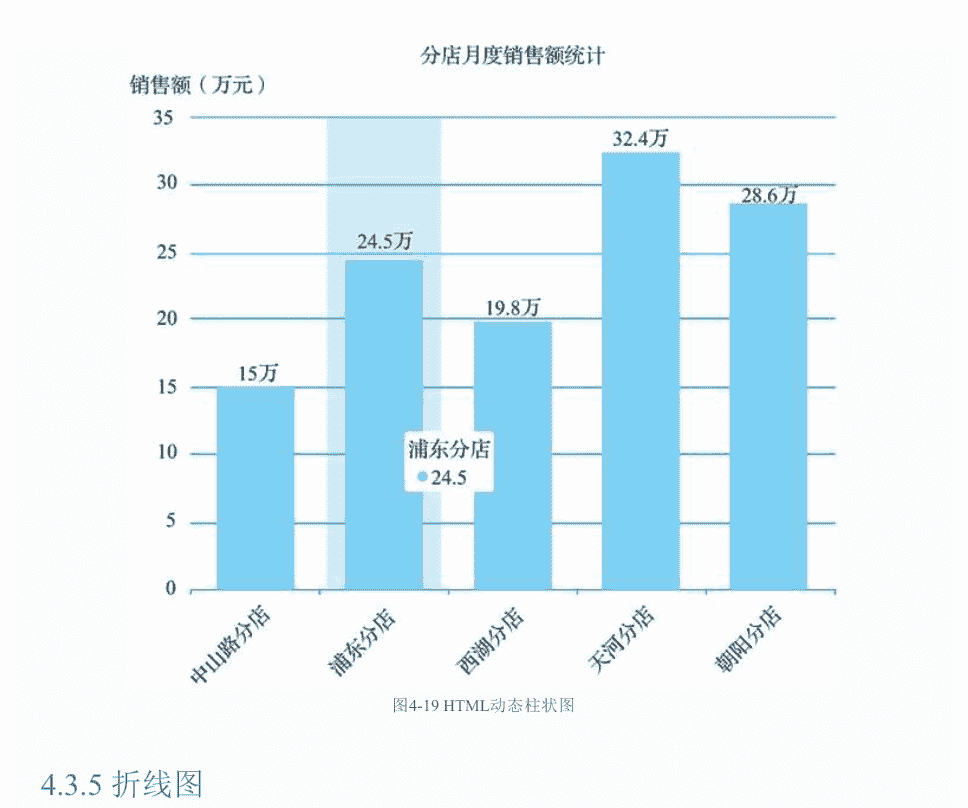 分店月度销售额统计
销售额（万元）
35
30
25
20
15
10
5
0
15万
24.5万
19.8万
32.4万
28.6万
浦东分店
24.5
中山路分店
浦东分店
西湖分店
天河分店
朝阳分店
图4-19 HTML动态柱状图
4.3.5 折线图